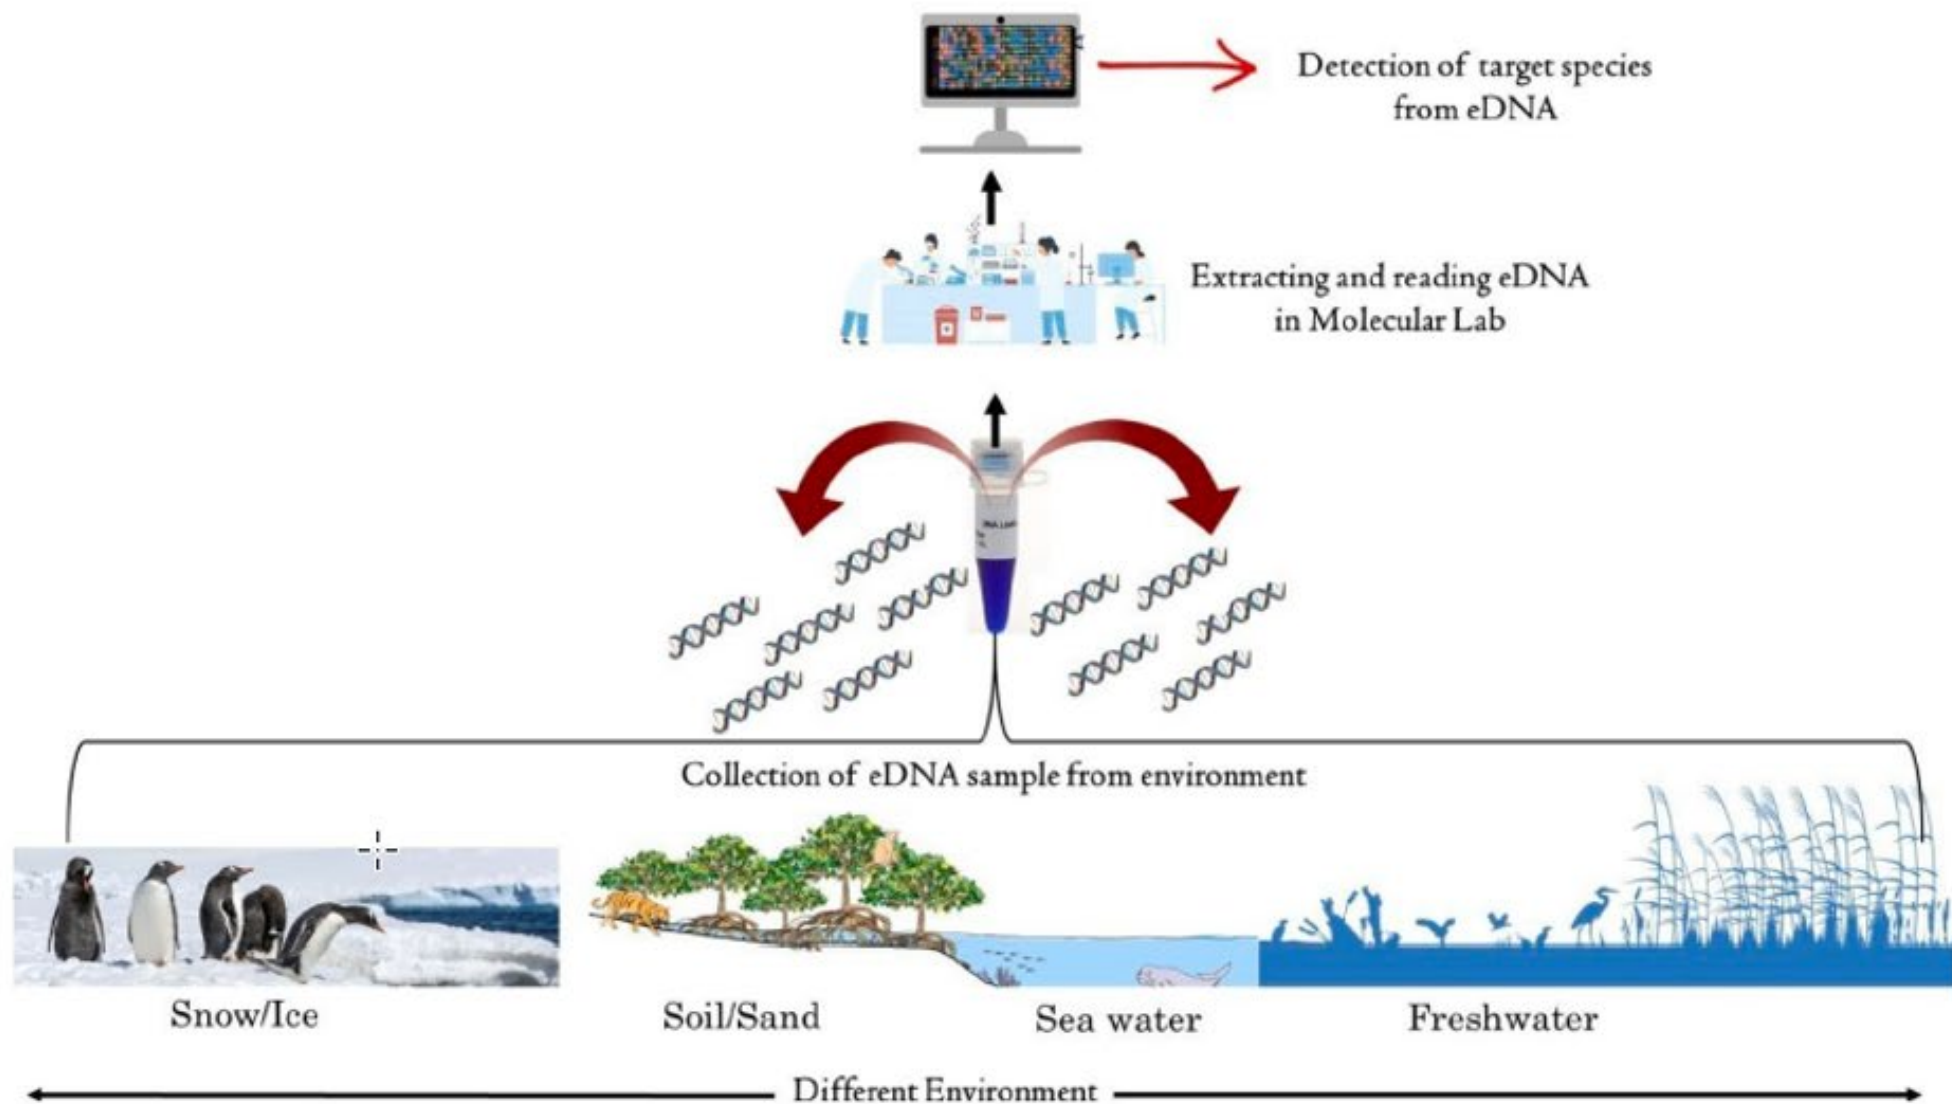 Detection of target species
from eDNA
Extracting and reading eDNA
in Molecular Lab
Collection of eDNA sample from environment
Snow/Ice
Soil/Sand
Sea water
Freshwater
Different Environment